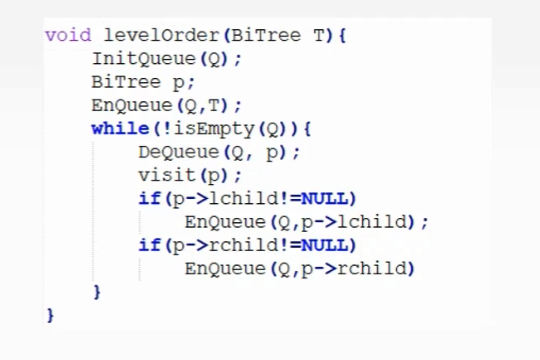 void levelOrder(BiTree T){
InitQueue(Q);
BiTree p;
EnQueue(Q,T);
while(!isEmpty(Q)){
DeQueue(Q, p);
visit(p);
if(p->lchild!=NULL)
EnQueue(Q,p->lchild);
if(p->rchild!=NULL)
EnQueue(Q,p->rchild)
}
}